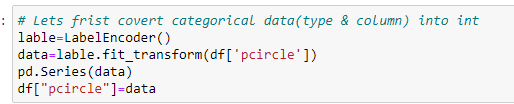 : # Lets frist covert categorical data(type & column) into int
lable=LabelEncoder()
data=lable.fit_transform(df['pcircle'])
pd.Series(data)
df["pcircle"]=data